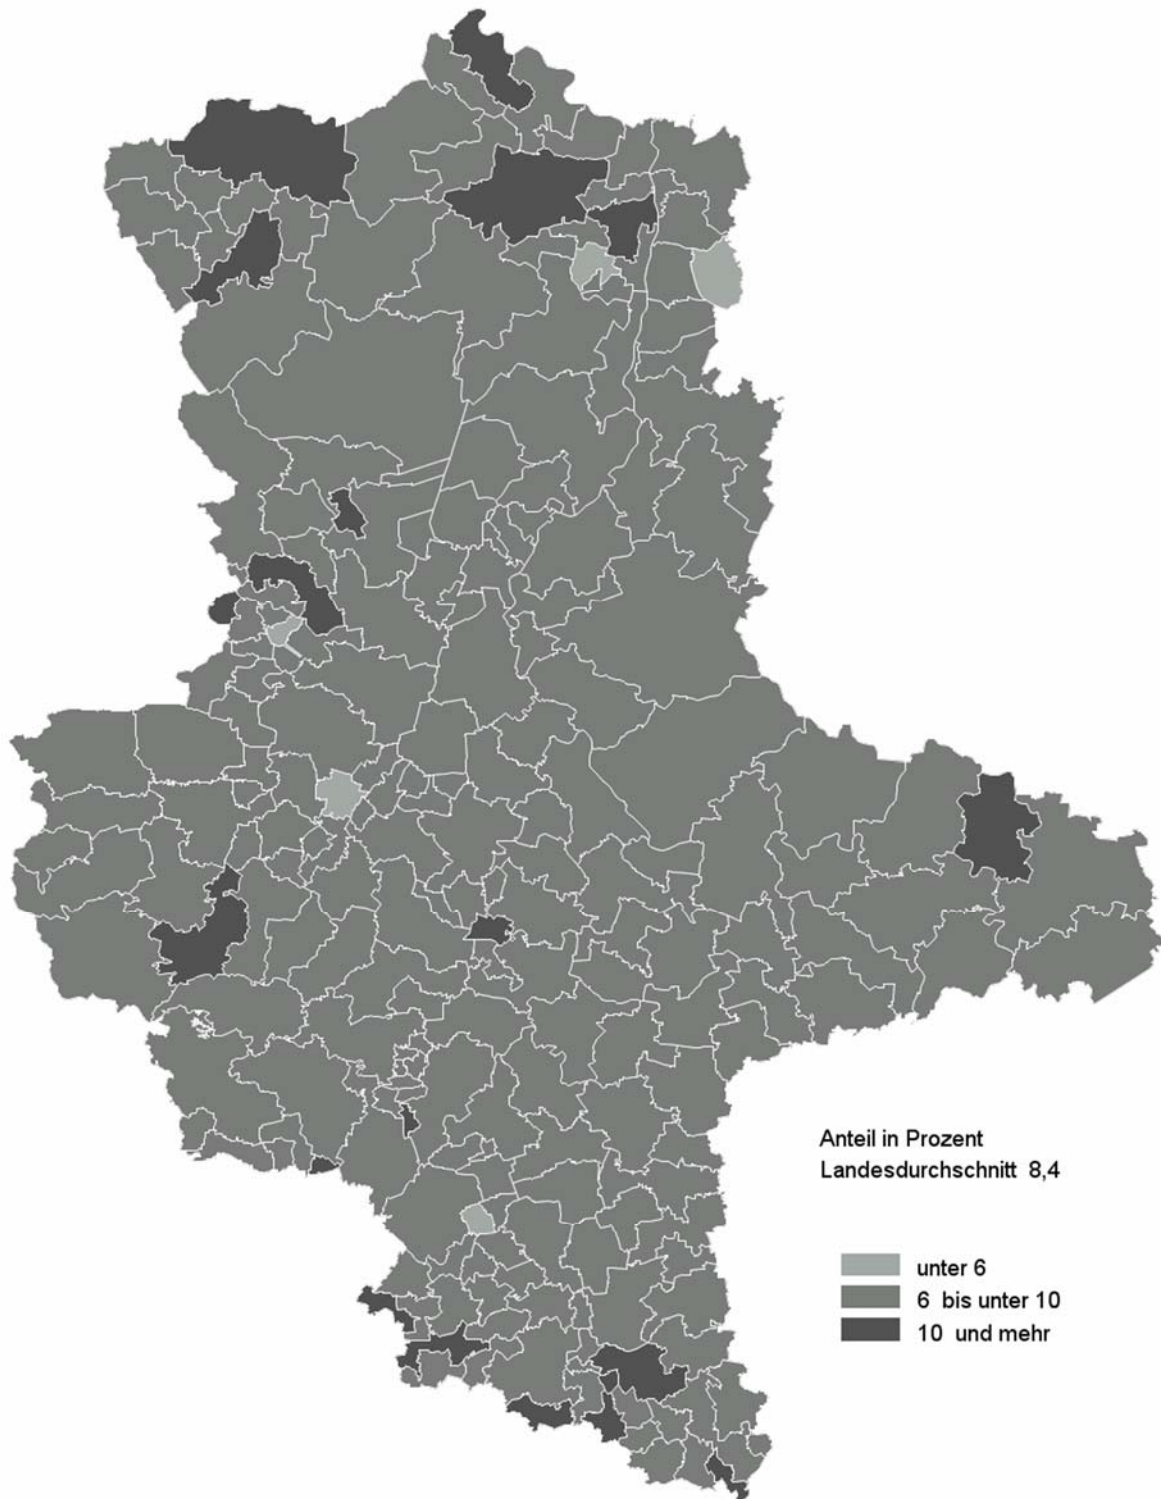 Anteil in Prozent
Landesdurchschnitt 8,4
unter 6
6 bis unter 10
10 und mehr